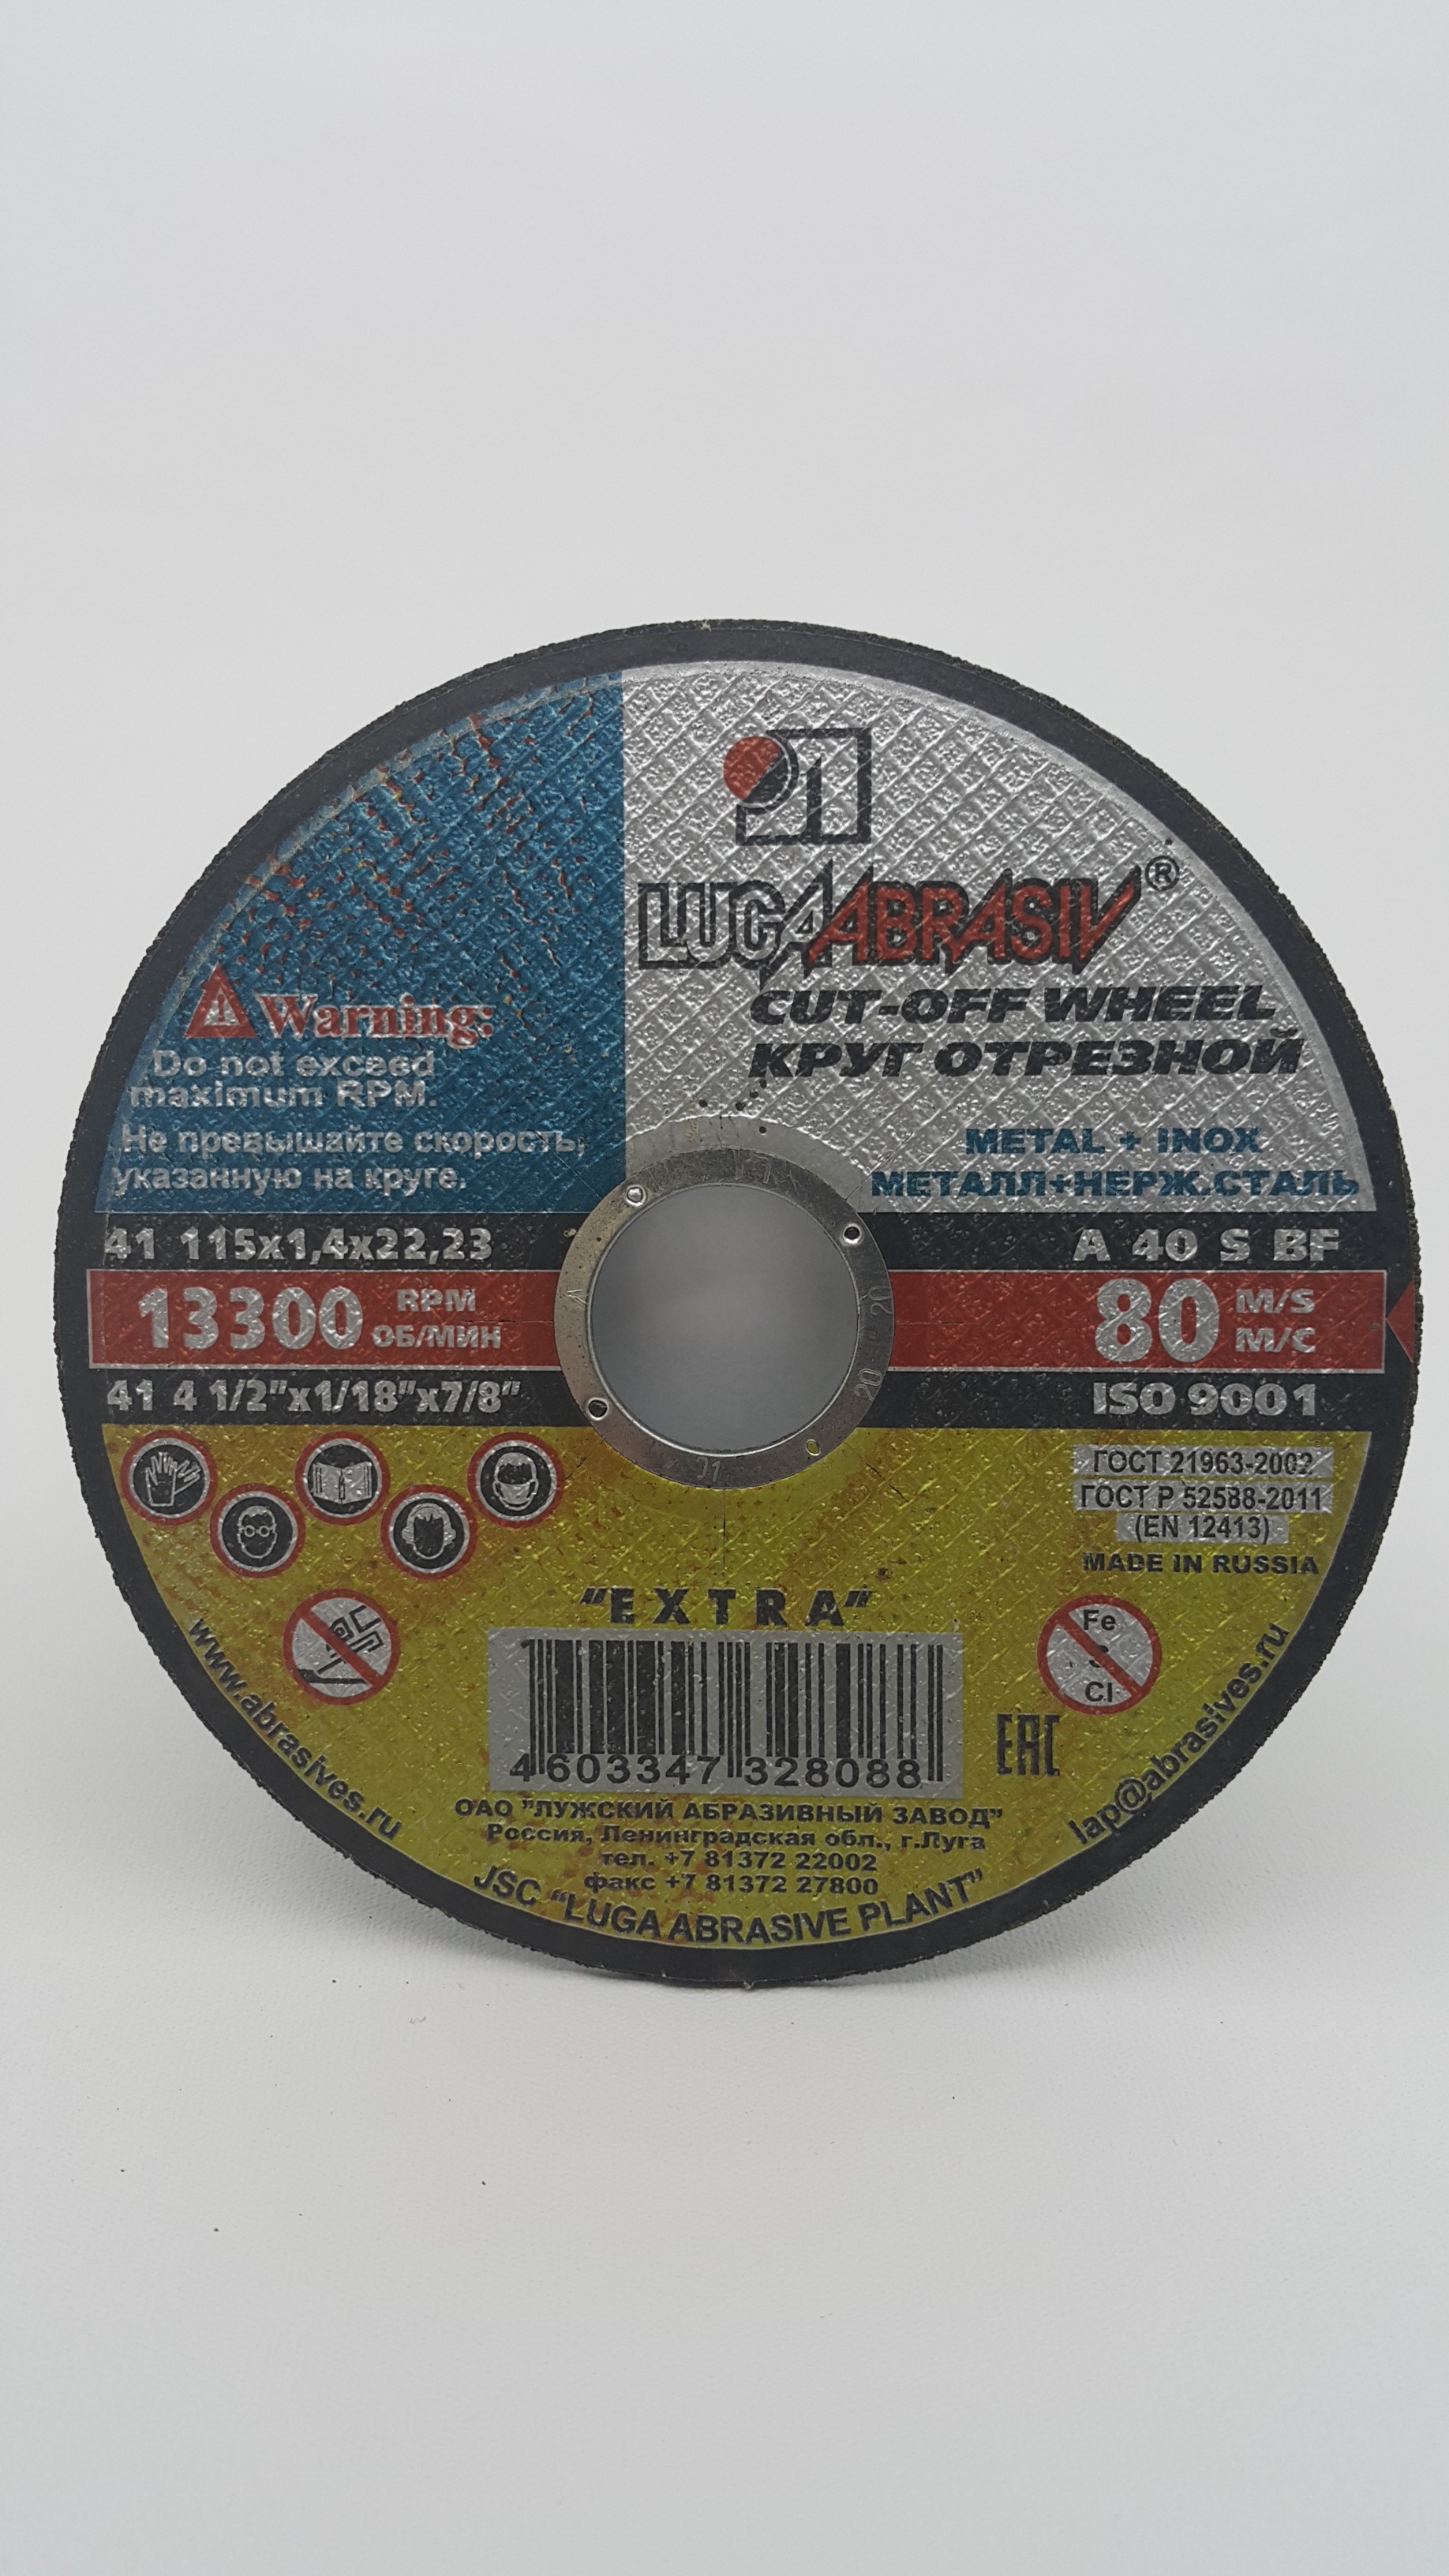 LUGAABRASIV®
CUT-OFF WHEEL
КРУГ ОТРЕЗНОЙ
METAL + INOX
МЕТАЛЛ+НЕРЖ.СТАЛЬ
Warning:
Do not exceed
maximum RPM.
Не превышайте скорость,
указанную на круге.
41 115x1,4x22,23
A 40 S BF
13300 RPM
ОБ/МИН
80 M/S
М/С
41 4 1/2"x1/18"x7/8"
ISO 9001
ГОСТ 21963-2002
ГОСТ Р 52588-2011
(EN 12413)
MADE IN RUSSIA
"EXTRA"
Fe
S
Cl
4603347328088
EAC
www.abrasives.ru
lap@abrasives.ru
ОАО "ЛУЖСКИЙ АБРАЗИВНЫЙ ЗАВОД"
Россия, Ленинградская обл., г.Луга
тел. +7 81372 22002
факс +7 81372 27800
JSC "LUGA ABRASIVE PLANT"